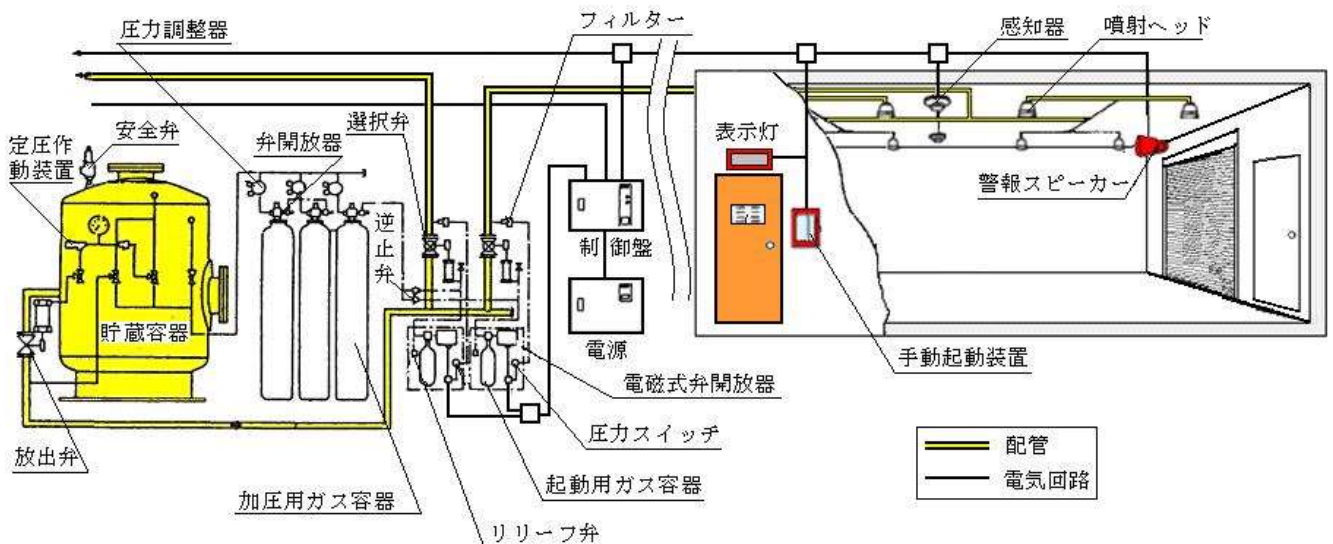 圧力調整器
フィルター
感知器
噴射ヘッド
定圧作
動装置
安全弁
弁開放器
選択弁
表示灯
警報スピーカー
逆
止
弁
制御盤
貯蔵容器
電源
手動起動装置
電磁式弁開放器
圧力スイッチ
放出弁
加圧用ガス容器
起動用ガス容器
リリーフ弁
配管
電気回路